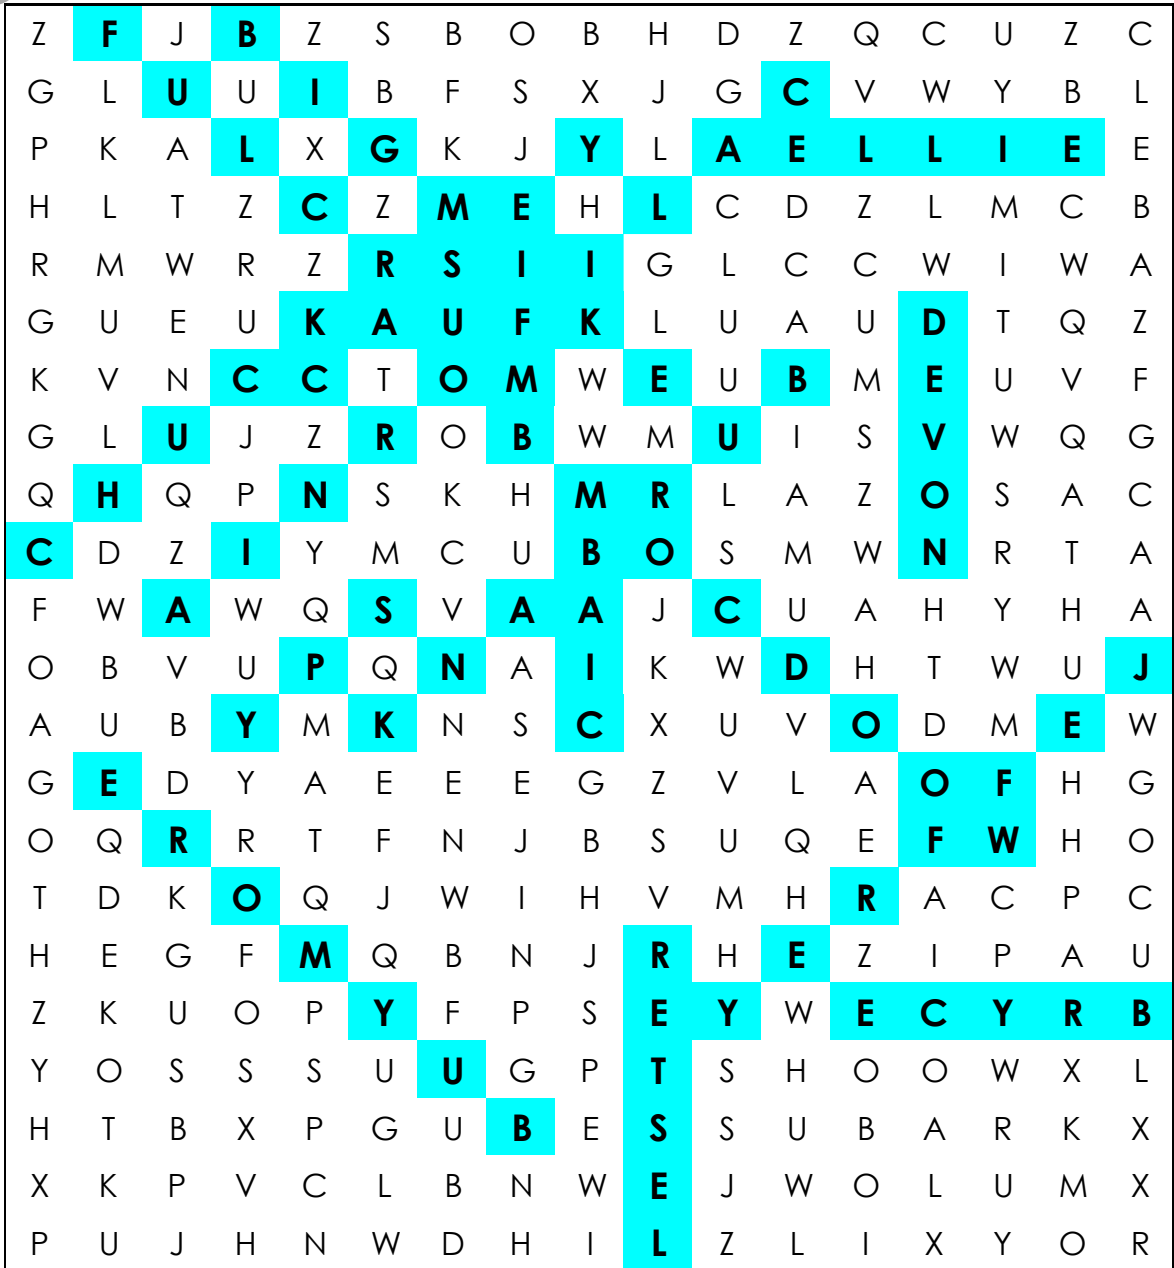 Z F J B Z S B O B H D Z Q C U Z C
G L U U I B F S X J G C V W Y B L
P K A L X G K J Y L A E L L I E E
H L T Z C Z M E H L C D Z L M C B
R M W R Z R S I I G L C C W I W A
G U E U K A U F K L U A U D T Q Z
K V N C C T O M W E U B M E U V F
G L U J Z R O B W M U I S V W Q G
Q H Q P N S K H M R L A Z O S A C
C D Z I Y M C U B O S M W N R T A
F W A W Q S V A A J C U A H Y H A
O B V U P Q N A I K W D H T W U J
A U B Y M K N S C X U V O D M E W
G E D Y A E E E G Z V L A O F H G
O Q R R T F N J B S U Q E F W H O
T D K O Q J W I H V M H R A C P C
H E G F M Q B N J R H E Z I P A U
Z K U O P Y F P S E Y W E C Y R B
Y O S S S U U G P T S H O O W X L
H T B X P G U B E S S U B A R K X
X K P V C L B N W E J W O L U M X
P U J H N W D H I L Z L I X Y O R